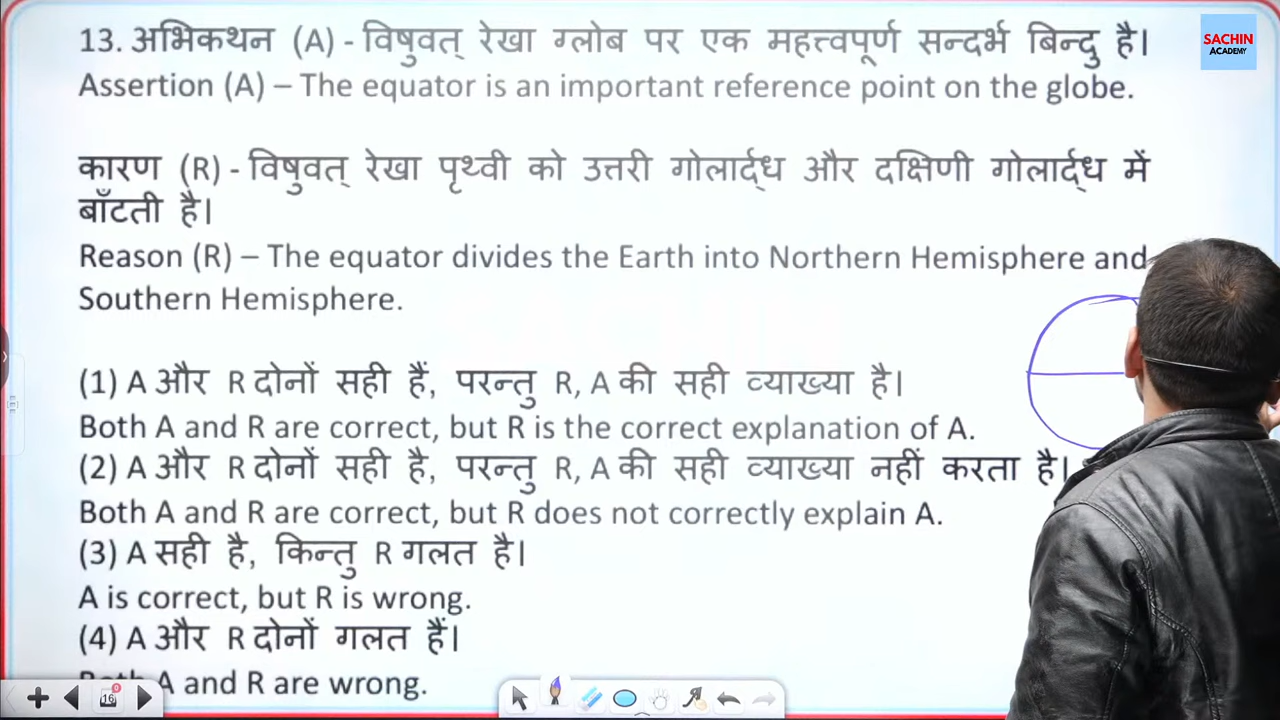 13. अभिकथन (A) - विषुवत् रेखा ग्लोब पर एक महत्त्वपूर्ण सन्दर्भ बिन्दु है।
SACHIN
ACADEMY
Assertion (A) – The equator is an important reference point on the globe.
कारण (R) - विषुवत् रेखा पृथ्वी को उत्तरी गोलार्द्ध और दक्षिणी गोलार्द्ध में
बाँटती है।
Reason (R) – The equator divides the Earth into Northern Hemisphere and
Southern Hemisphere.
(1) A और R दोनों सही हैं, परन्तु R, A की सही व्याख्या है।
Both A and R are correct, but R is the correct explanation of A.
(2) A और R दोनों सही है, परन्तु R, A की सही व्याख्या नहीं करता है।
Both A and R are correct, but R does not correctly explain A.
(3) A सही है, किन्तु R गलत है।
A is correct, but R is wrong.
(4) A और R दोनों गलत हैं।
Both A and R are wrong.
16